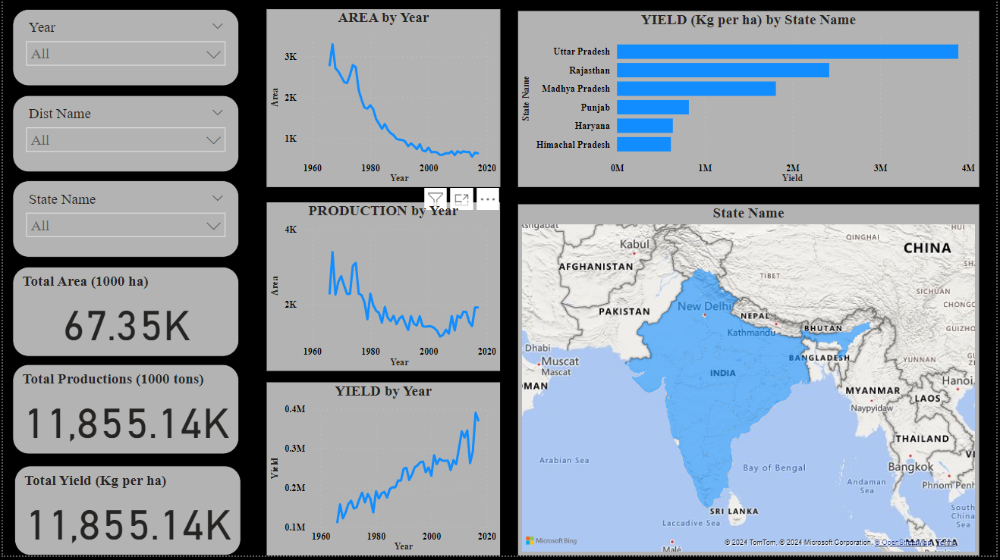 Year
All
Dist Name
All
State Name
All
Total Area (1000 ha)
67.35K
Total Productions (1000 tons)
11,855.14K
Total Yield (Kg per ha)
11,855.14K
AREA by Year
3K
2K
1K
Area
1960 1980 2000 2020
Year
PRODUCTION by Year
4K
2K
Area
1960 1980 2000 2020
Year
YIELD by Year
0.4M
0.3M
0.2M
0.1M
Yield
1960 1980 2000 2020
Year
YIELD (Kg per ha) by State Name
State Name
Uttar Pradesh
Rajasthan
Madhya Pradesh
Punjab
Haryana
Himachal Pradesh
0M 1M 2M 3M 4M
Yield
State Name
Ashgabat
HUI
QINGHAI
Kabul
CHINA
AFGHANISTAN
SH
TIBET
SICHUAN
New Delhi
CHONGQ
PAKISTAN
NEPAL
BHUTAN
GUIZHO
Kathmandu
Dhabi
BANGLADESH
Muscat
YUNNAN
Mascat
INDIA
Hanoi
OMAN
MYANMAR
LAOS
Naypyidaw
THAILAND
Arabian Sea
Bay of Bengal
Bangkok
Andaman
Sea
Phnom Penh
SRI LANKA
South
China
Sea
Laccadive Sea
Microsoft Bing
Malé
© 2024 TomTom, © 2024 Microsoft Corporation, © OpenStreetMap Terms
MALAYSIA